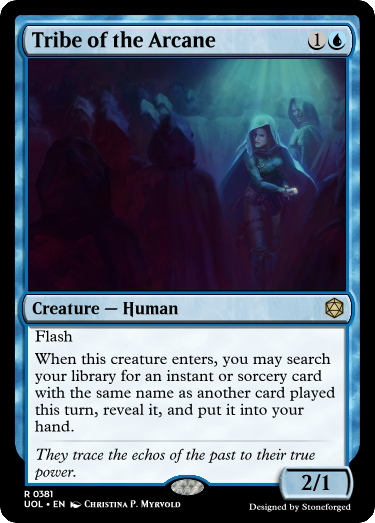 Tribe of the Arcane 1
Creature — Human
Flash
When this creature enters, you may search
your library for an instant or sorcery card
with the same name as another card played
this turn, reveal it, and put it into your
hand.
They trace the echos of the past to their true
power.
2/1
R 0381
UOL • EN Christina P. Myrvold
Designed by Stoneforged